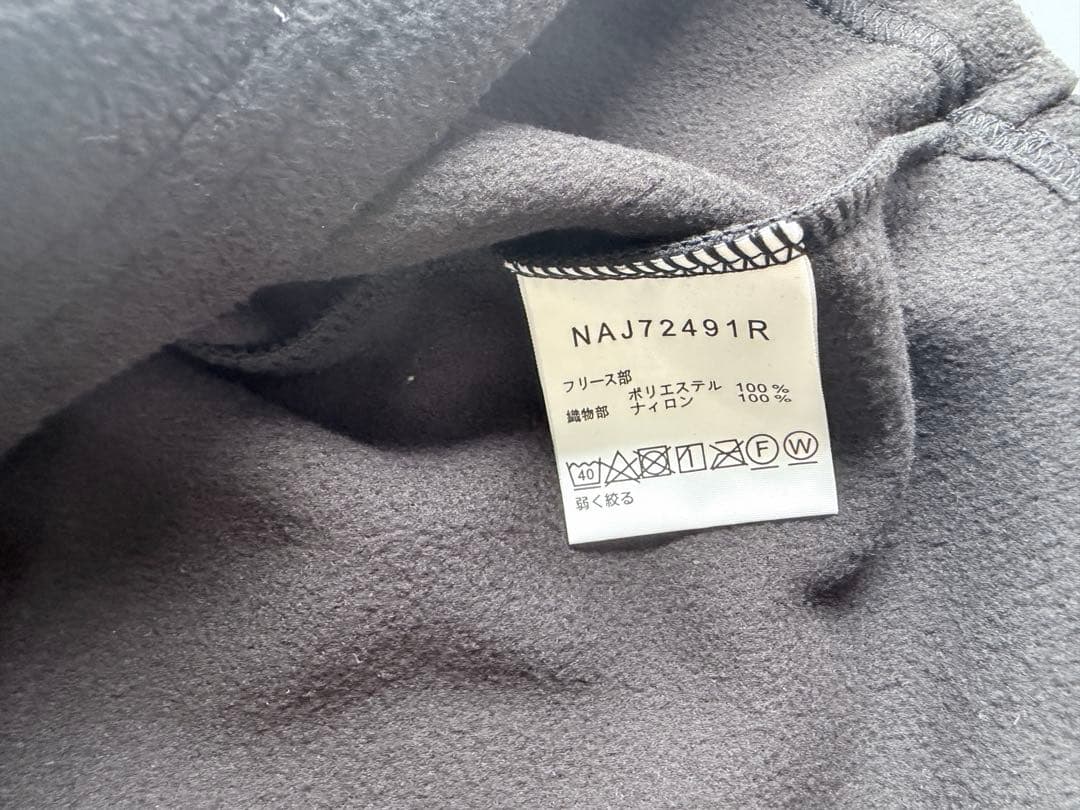 NAJ72491R
フリース部
ポリエステル 100%
織物部 ナイロン 100%
40 F W
弱く絞る